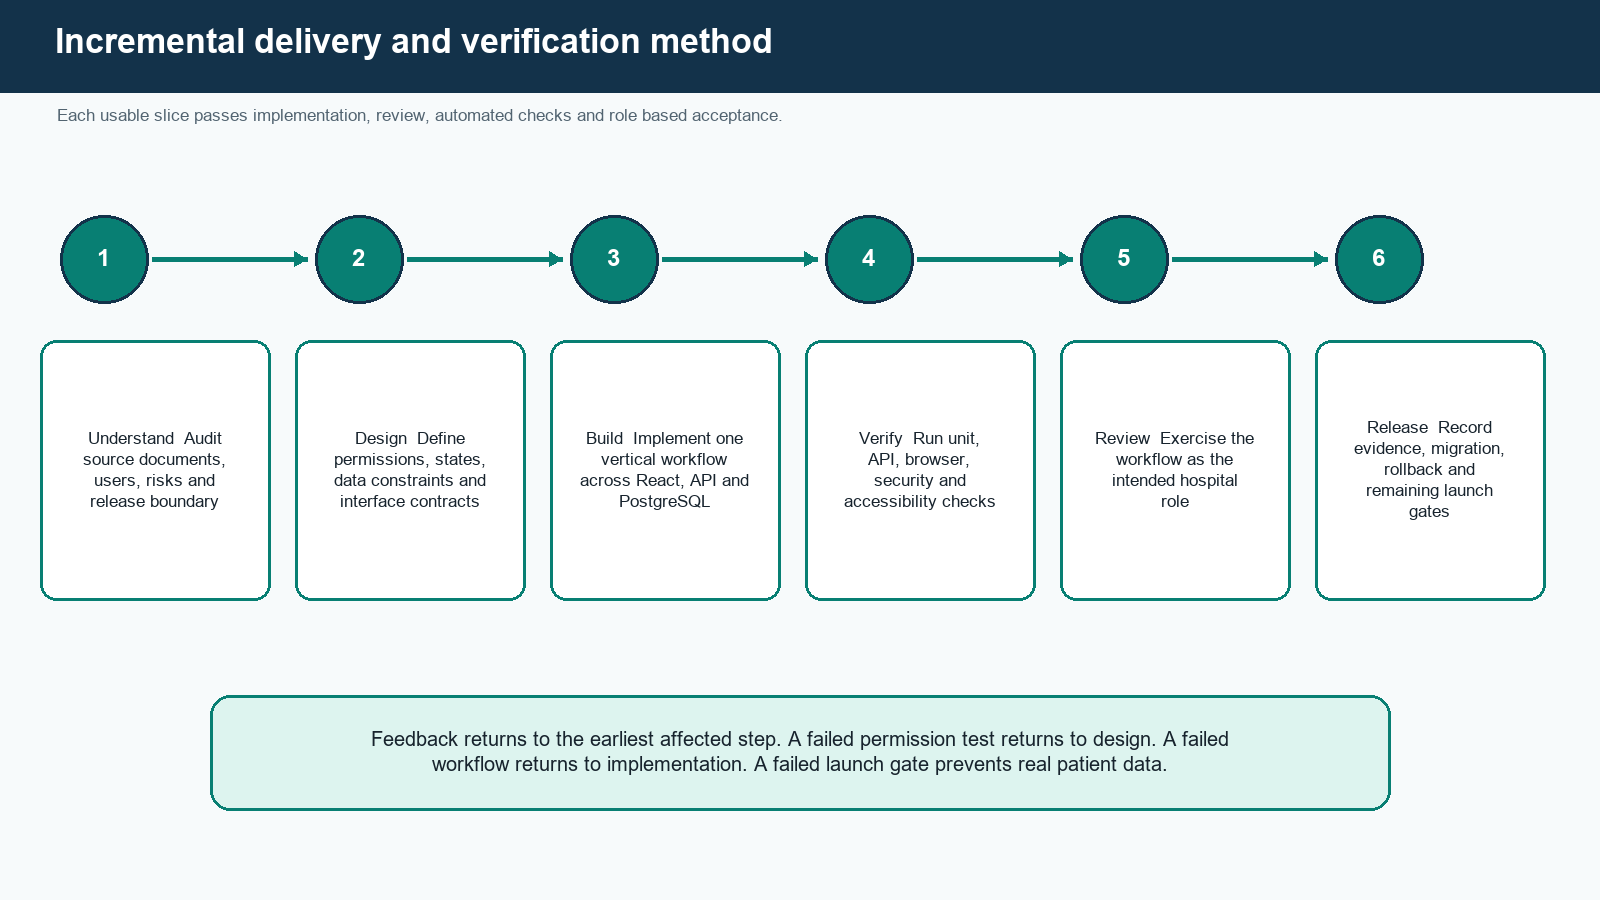 Incremental delivery and verification method
Each usable slice passes implementation, review, automated checks and role based acceptance.
1
2
3
4
5
6
Understand  Audit
source documents,
users, risks and
release boundary
Design  Define
permissions, states,
data constraints and
interface contracts
Build  Implement one
vertical workflow
across React, API and
PostgreSQL
Verify  Run unit,
API, browser,
security and
accessibility checks
Review  Exercise the
workflow as the
intended hospital
role
Release  Record
evidence, migration,
rollback and
remaining launch
gates
Feedback returns to the earliest affected step. A failed permission test returns to design. A failed
workflow returns to implementation. A failed launch gate prevents real patient data.